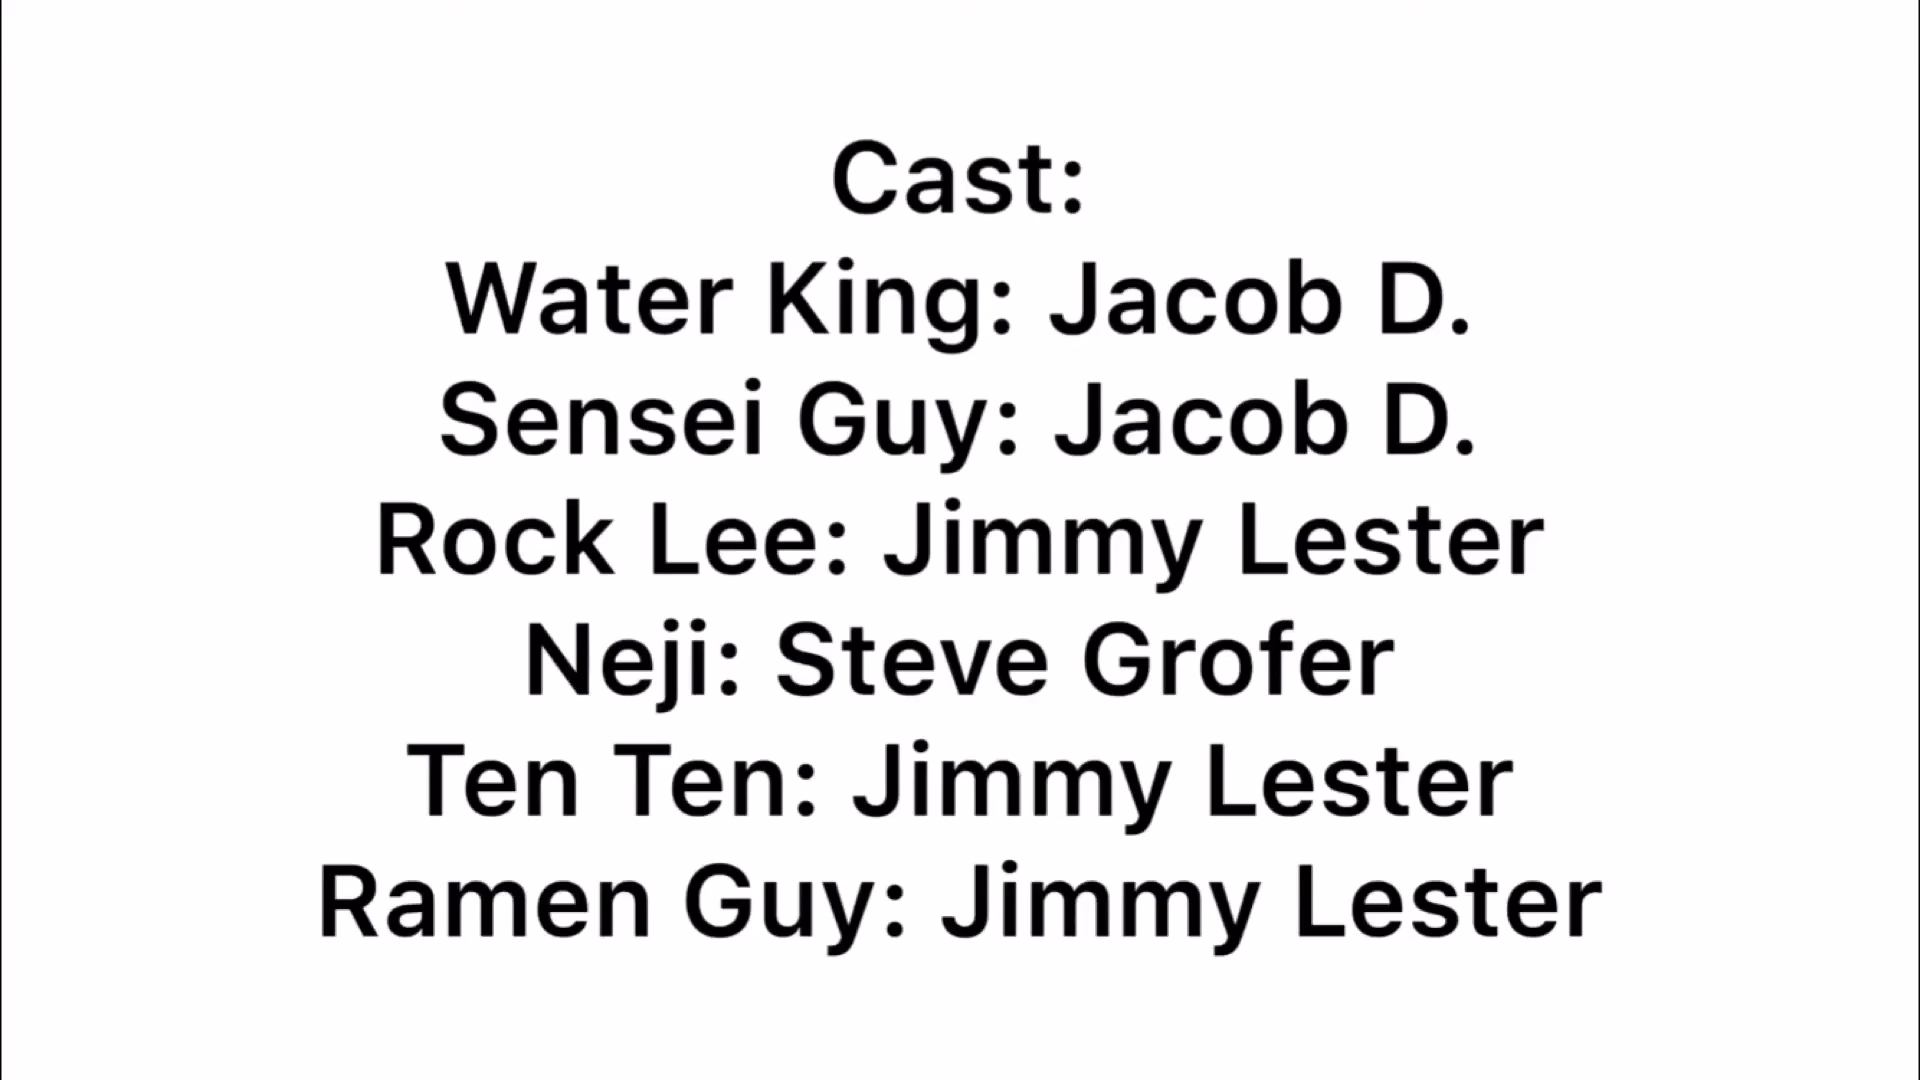 Cast:
Water King: Jacob D.
Sensei Guy: Jacob D.
Rock Lee: Jimmy Lester
Neji: Steve Grofer
Ten Ten: Jimmy Lester
Ramen Guy: Jimmy Lester